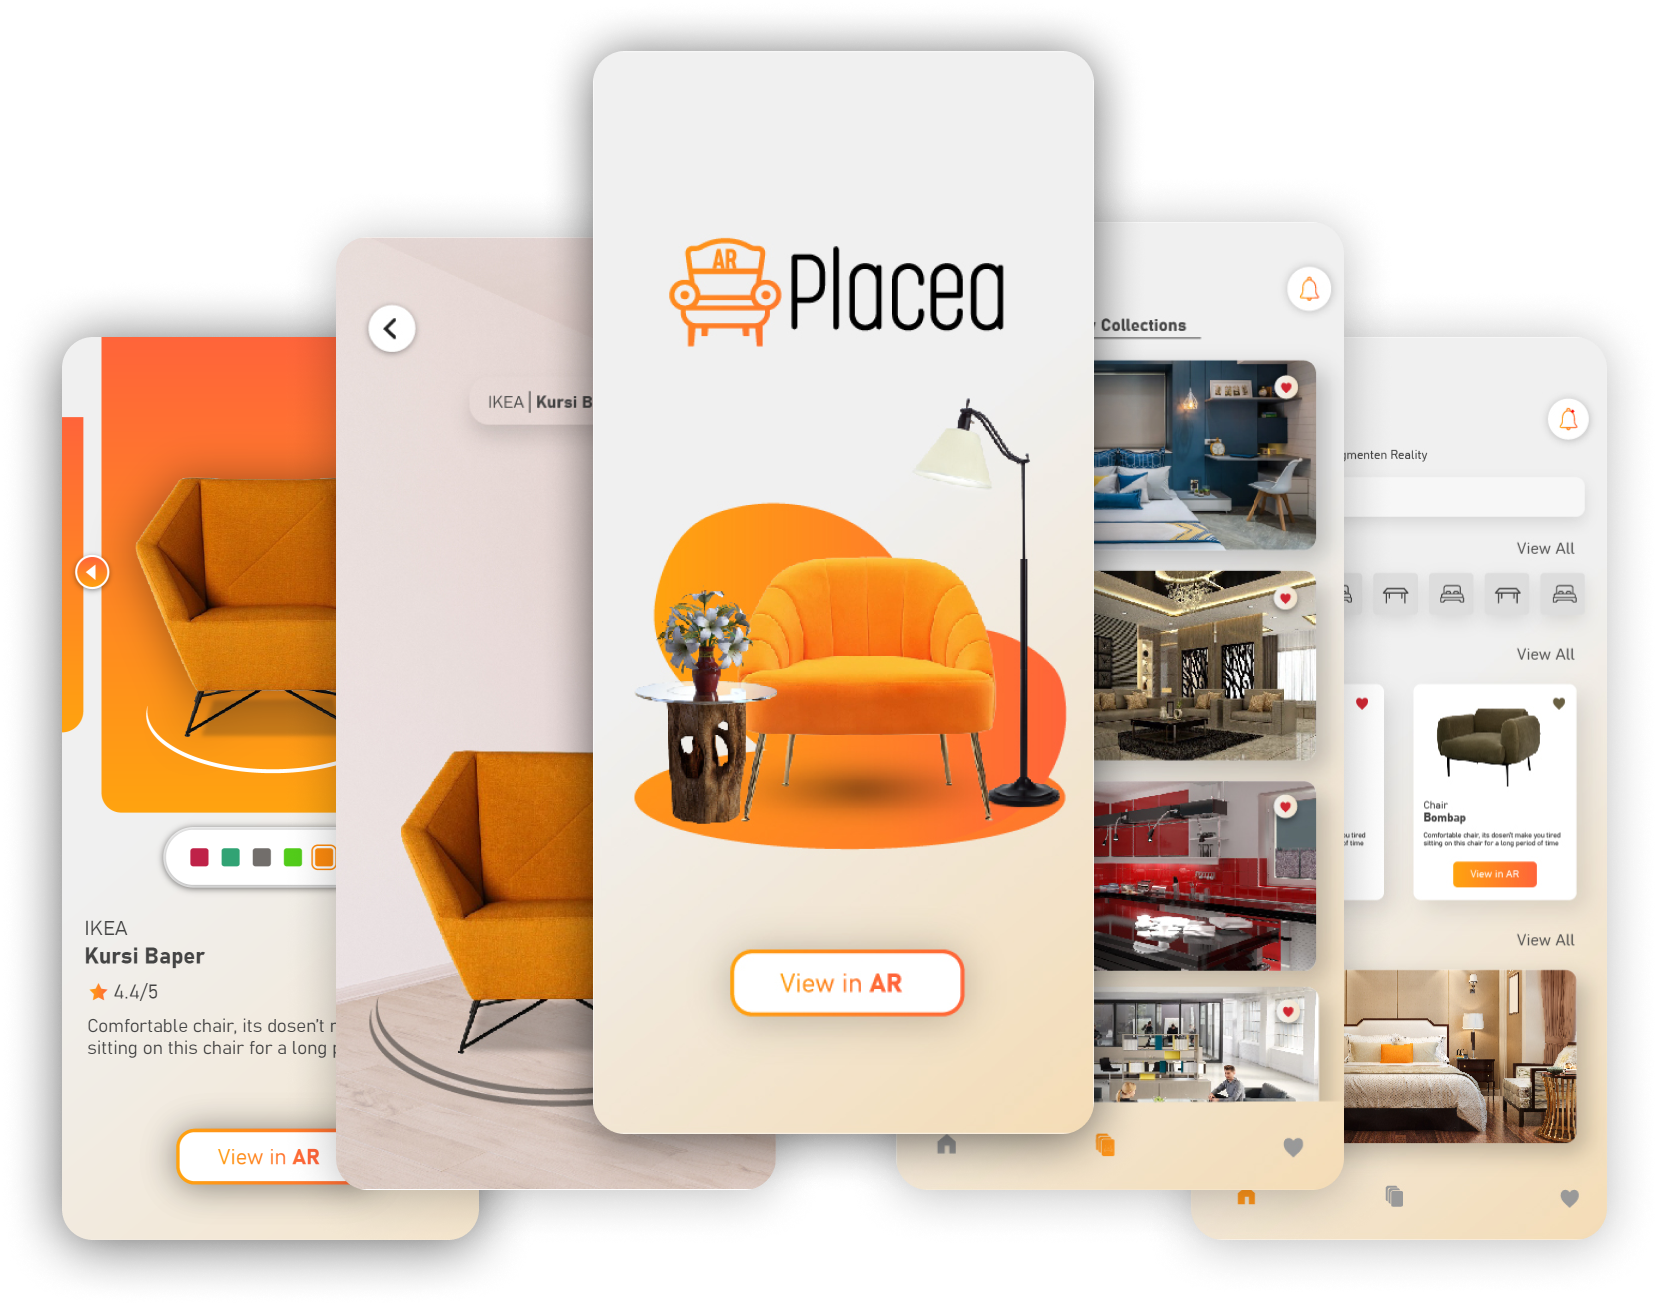 AR
Placea
View in AR
IKEA
Kursi Baper
4.4/5
Comfortable chair, its dosen't
sitting on this chair for a long
View in AR
IKEA | Kursi
Collections
Reality
View All
View All
Chair
Bombap
Comfortable chair, its dosen't make you tired
sitting on this chair for a long period of time
View in AR
tired
of time
View All